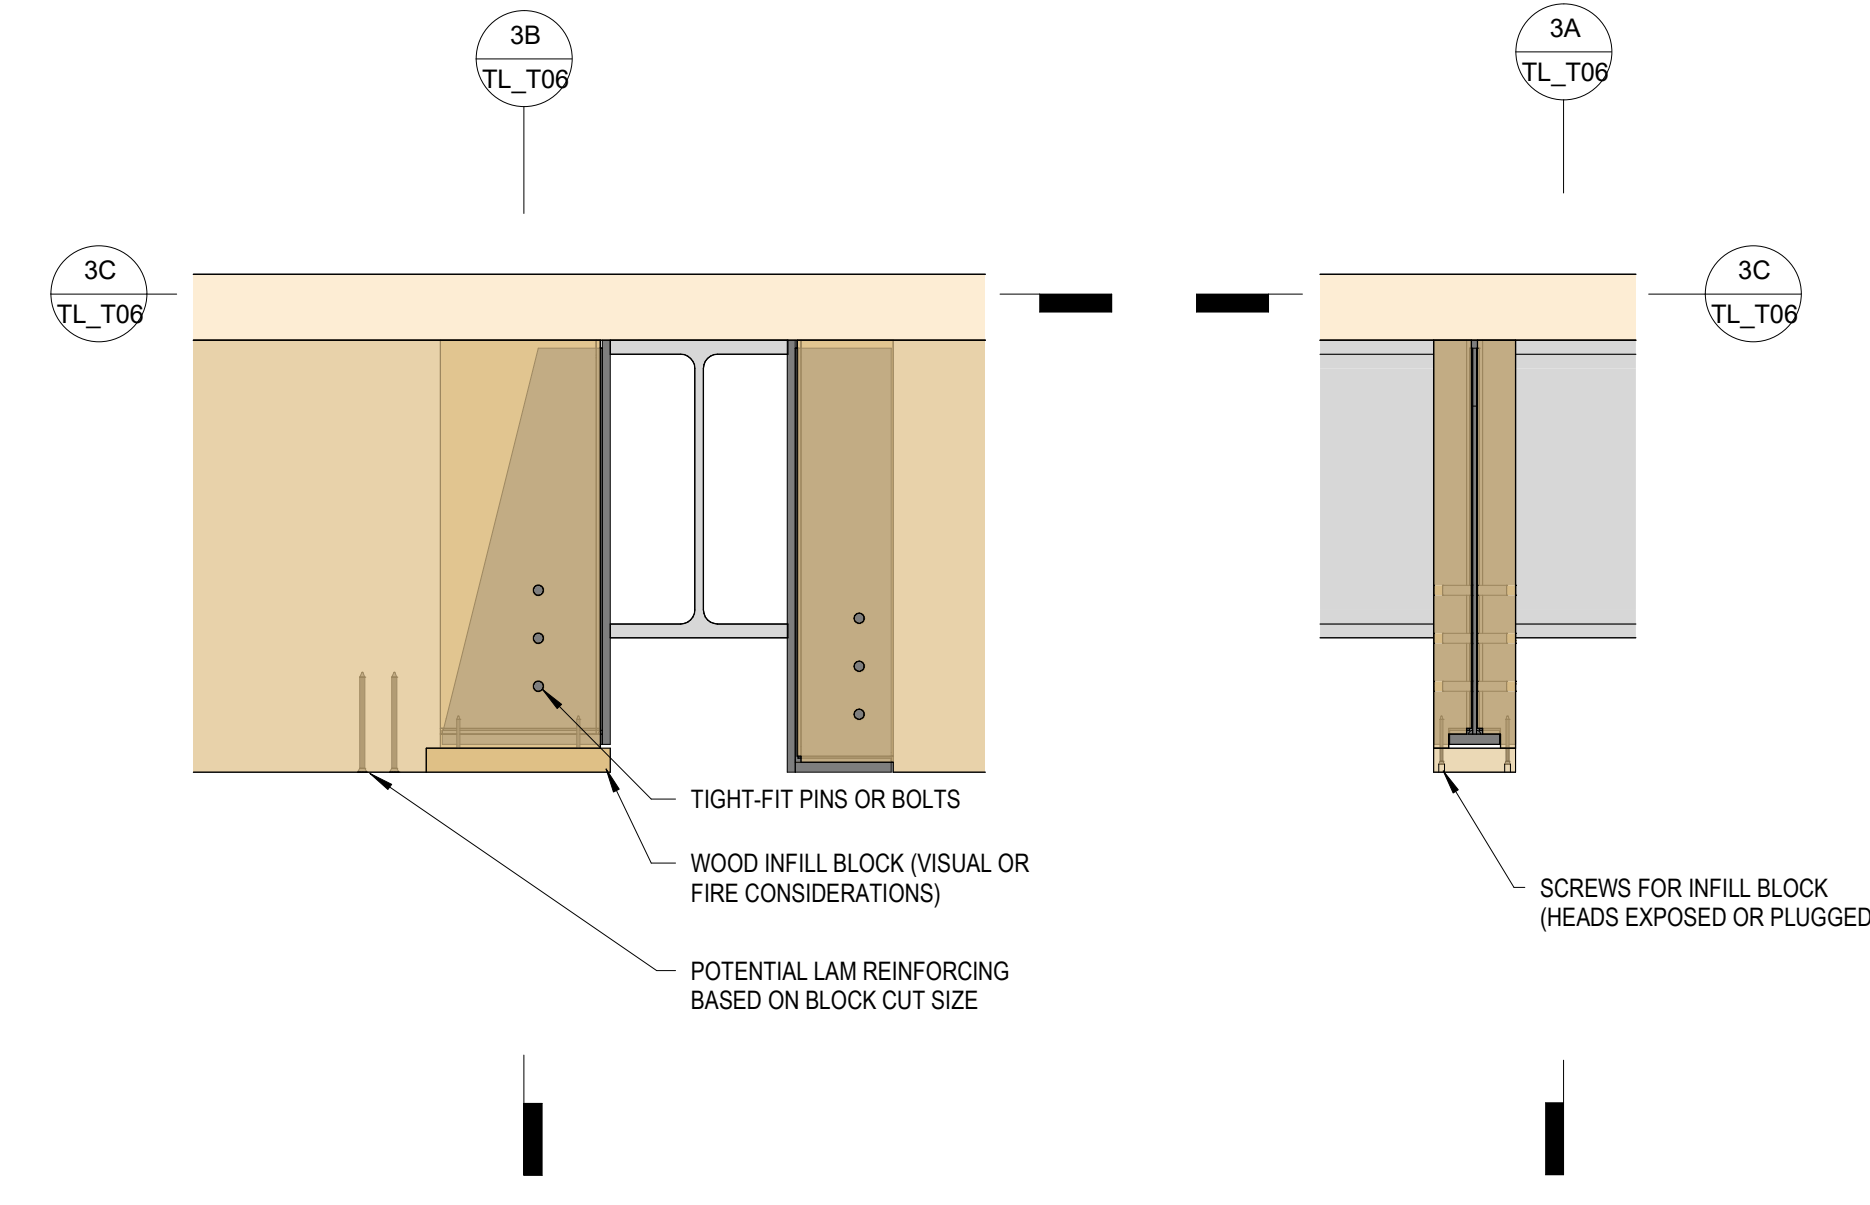 3B
TL_T06
3A
TL_T06
3C
TL_T06
3C
TL_T06
TIGHT-FIT PINS OR BOLTS
WOOD INFILL BLOCK (VISUAL OR
FIRE CONSIDERATIONS)
POTENTIAL LAM REINFORCING
BASED ON BLOCK CUT SIZE
SCREWS FOR INFILL BLOCK
(HEADS EXPOSED OR PLUGGED